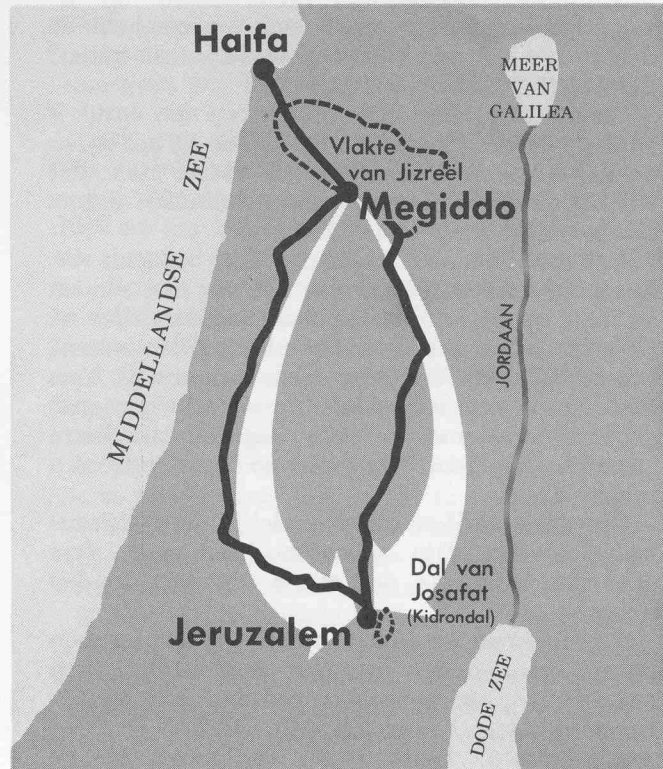 Haifa
MEER
VAN
GALILEA
Vlakte
van Jizreël
Megiddo
MIDDELLANDSE ZEE
JORDAAN
Dal van
Josafat
(Kidrondal)
Jeruzalem
DODE ZEE